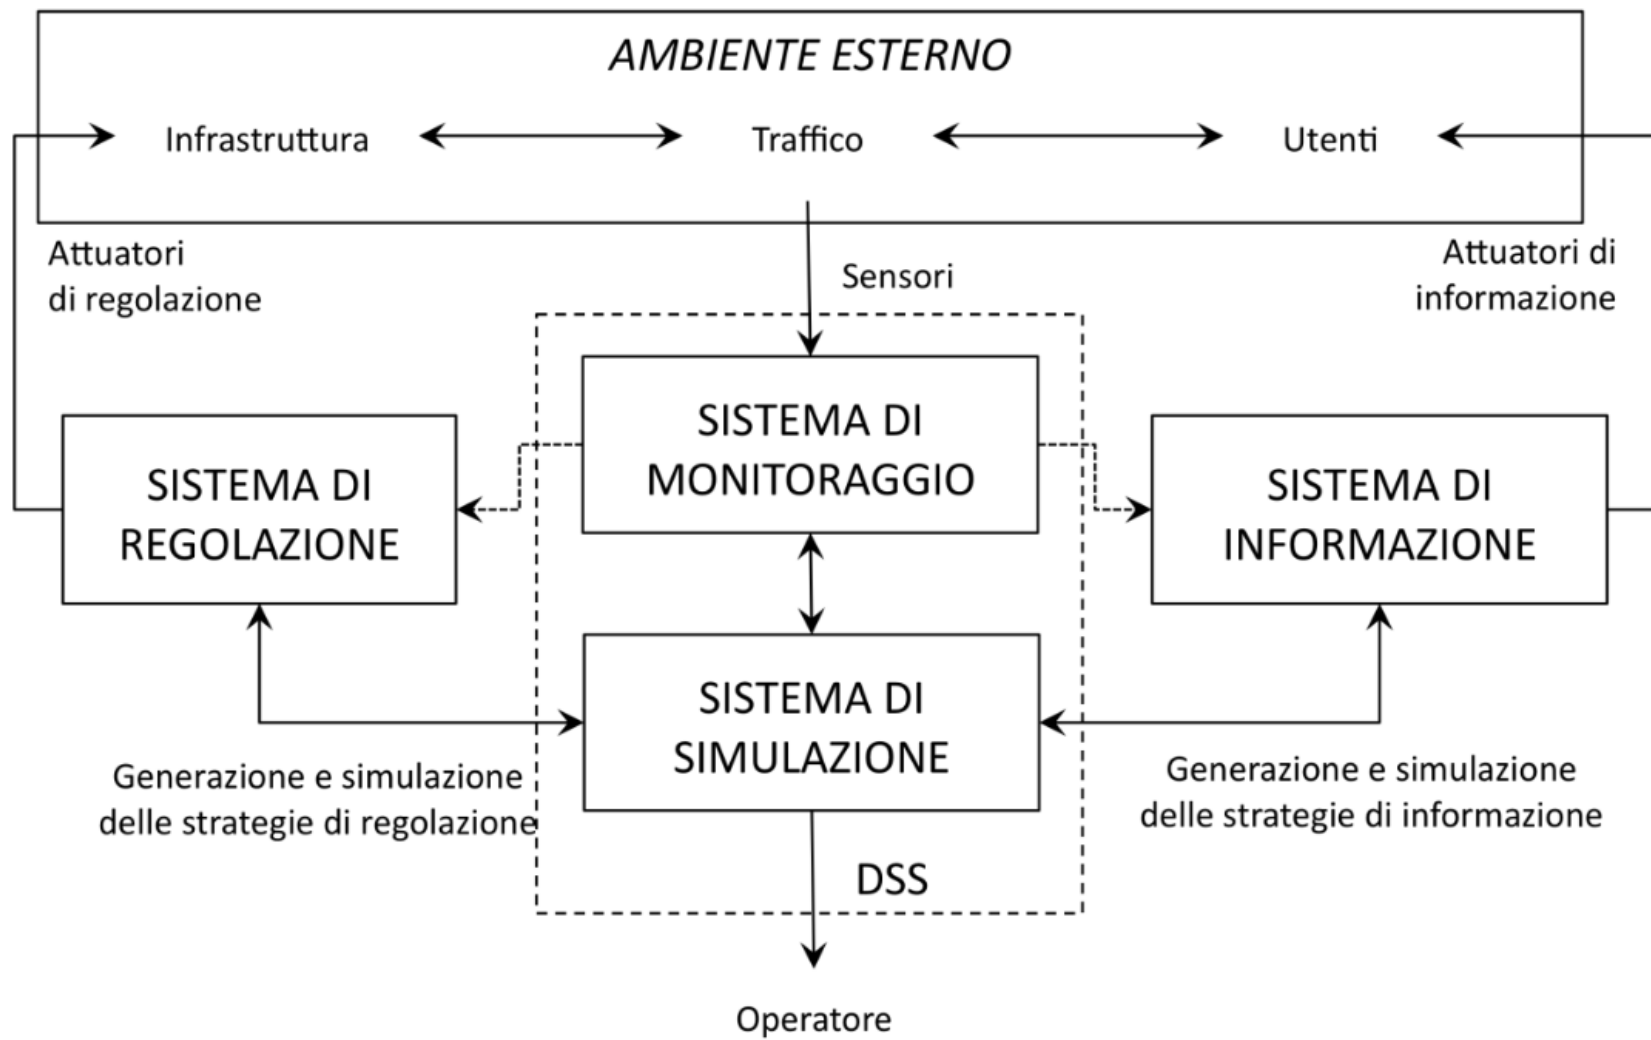 AMBIENTE ESTERNO
Infrastruttura
Traffico
Utenti
Attuatori
di regolazione
Sensori
Attuatori di
informazione
SISTEMA DI
MONITORAGGIO
SISTEMA DI
REGOLAZIONE
SISTEMA DI
INFORMAZIONE
SISTEMA DI
SIMULAZIONE
Generazione e simulazione
delle strategie di regolazione
Generazione e simulazione
delle strategie di informazione
DSS
Operatore